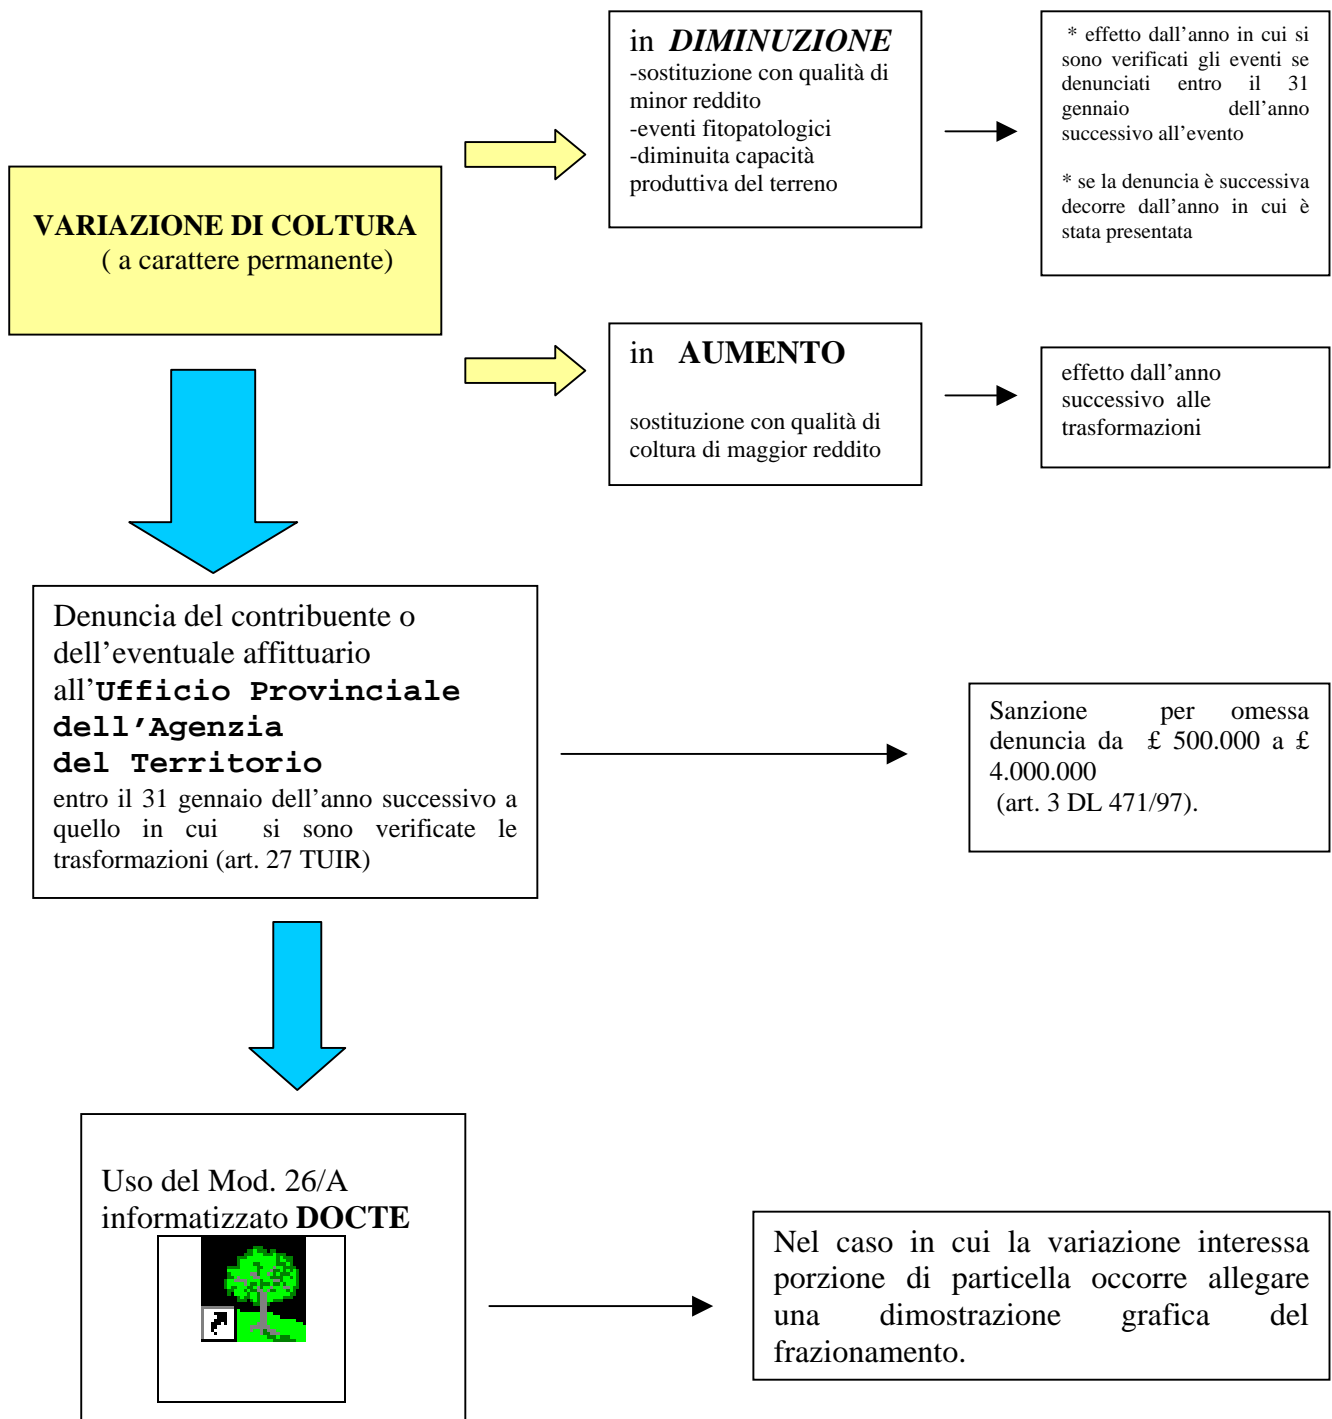 VARIAZIONE DI COLTURA
( a carattere permanente)
in DIMINUZIONE
-sostituzione con qualità di
minor reddito
-eventi fitopatologici
-diminuita capacità
produttiva del terreno
* effetto dall'anno in cui si
sono verificati gli eventi se
denunciati entro il 31
gennaio dell'anno
successivo all'evento
* se la denuncia è successiva
decorre dall'anno in cui è
stata presentata
in AUMENTO
sostituzione con qualità di
coltura di maggior reddito
effetto dall'anno
successivo alle
trasformazioni
Denuncia del contribuente o
dell'eventuale affittuario
all'Ufficio Provinciale
dell'Agenzia
del Territorio
entro il 31 gennaio dell'anno successivo a
quello in cui si sono verificate le
trasformazioni (art. 27 TUIR)
Sanzione per omessa
denuncia da £ 500.000 a £
4.000.000
(art. 3 DL 471/97).
Uso del Mod. 26/A
informatizzato DOCTE
Nel caso in cui la variazione interessa
porzione di particella occorre allegare
una dimostrazione grafica del
frazionamento.